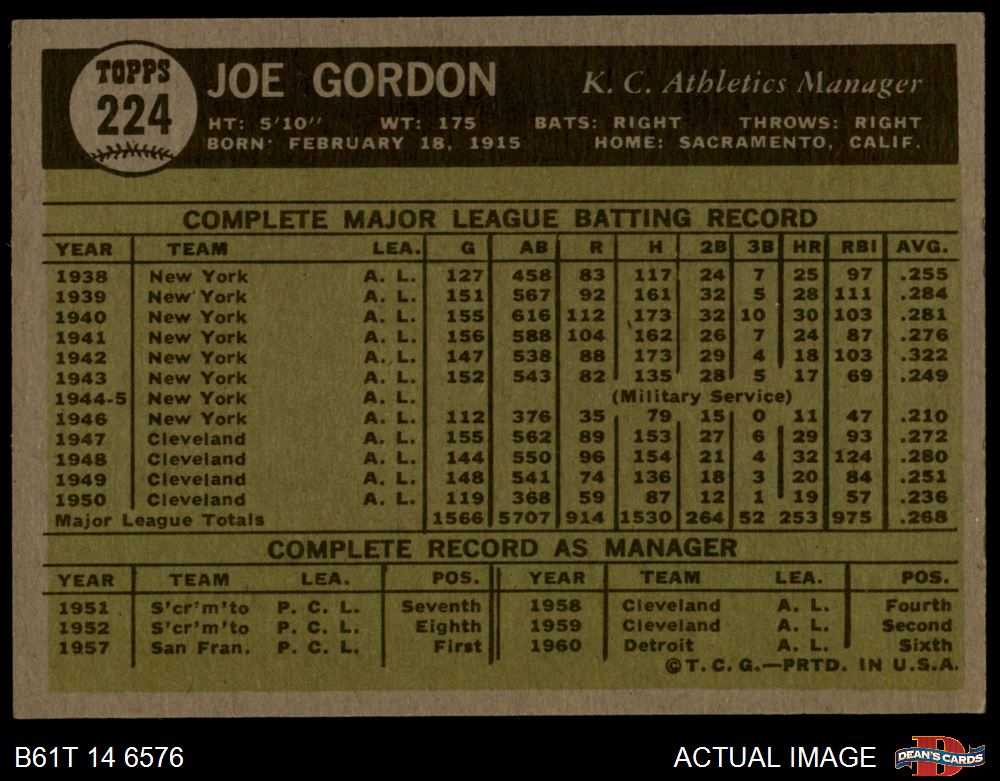 TOPPS
224
JOE GORDON K. C. Athletics Manager
HT: 5'10" WT: 175 BATS: RIGHT THROWS: RIGHT
BORN: FEBRUARY 18, 1915 HOME: SACRAMENTO, CALIF.
COMPLETE MAJOR LEAGUE BATTING RECORD
YEAR TEAM LEA. G AB R H 2B 3B HR RBI AVG.
1938 New York A. L. 127 458 83 117 24 7 25 97 .255
1939 New York A. L. 151 567 92 161 32 5 28 111 .284
1940 New York A. L. 155 616 112 173 32 10 30 103 .281
1941 New York A. L. 156 588 104 162 26 7 24 87 .276
1942 New York A. L. 147 538 88 173 29 4 18 103 .322
1943 New York A. L. 152 543 82 135 28 5 17 69 .249
1944-5 New York A. L. (Military Service)
1946 New York A. L. 112 376 35 79 15 0 11 47 .210
1947 Cleveland A. L. 155 562 89 153 27 6 29 93 .272
1948 Cleveland A. L. 144 550 96 154 21 4 32 124 .280
1949 Cleveland A. L. 148 541 74 136 18 3 20 84 .251
1950 Cleveland A. L. 119 368 59 87 12 1 19 57 .236
Major League Totals 1566 5707 914 1530 264 52 253 975 .268
COMPLETE RECORD AS MANAGER
YEAR TEAM LEA. POS. YEAR TEAM LEA. POS.
1951 S'cr'm'to P. C. L. Seventh 1958 Cleveland A. L. Fourth
1952 S'cr'm'to P. C. L. Eighth 1959 Cleveland A. L. Second
1957 San Fran. P. C. L. First 1960 Detroit A. L. Sixth
©T. C. G.—PRTD. IN U.S.A.
B61T 14 6576 ACTUAL IMAGE DEAN'S CARDS